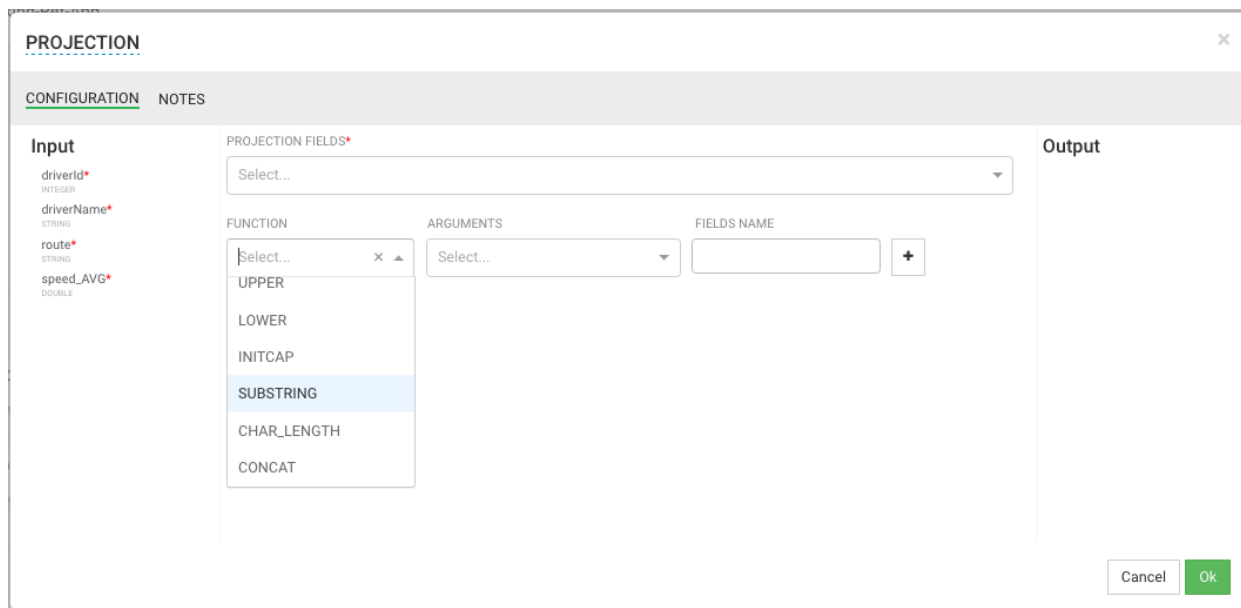 PROJECTION
×
CONFIGURATION NOTES
Input
driverId*
INTEGER
driverName*
STRING
route*
STRING
speed_AVG*
DOUBLE
PROJECTION FIELDS*
Select...
FUNCTION ARGUMENTS FIELDS NAME
Select... × Select... +
UPPER
LOWER
INITCAP
SUBSTRING
CHAR_LENGTH
CONCAT
Output
Cancel Ok